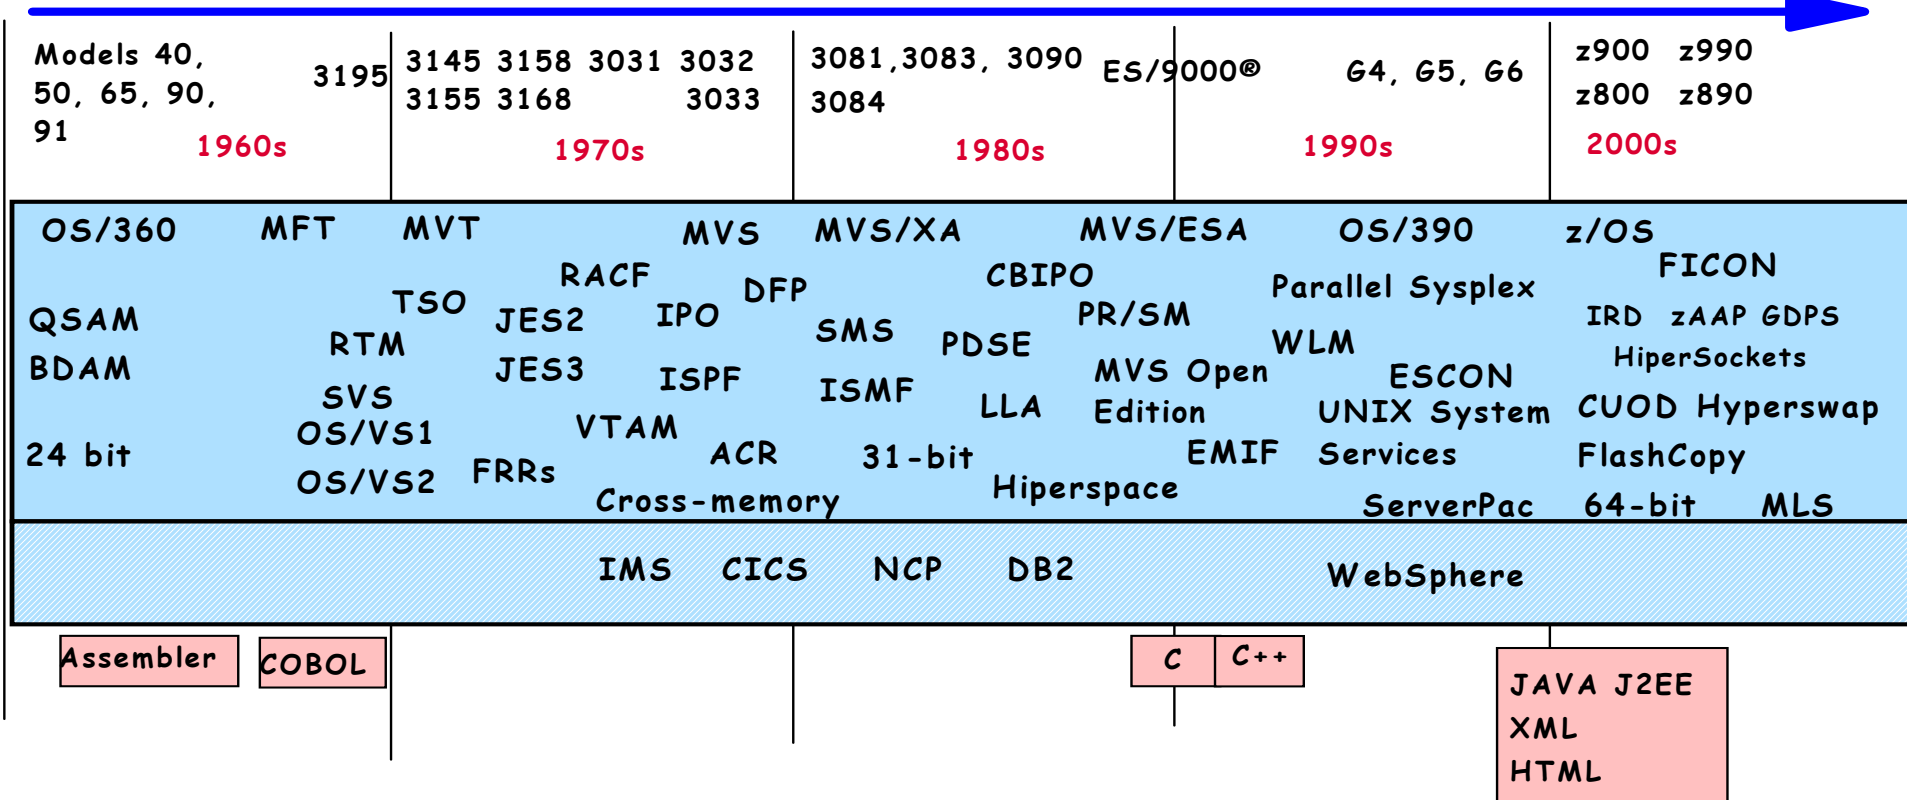 Models 40,
50, 65, 90,
91
3195
1960s
3145 3158 3031 3032
3155 3168 3033
1970s
3081,3083, 3090
3084
1980s
ES/9000®
G4, G5, G6
1990s
z900 z990
z800 z890
2000s
OS/360 MFT MVT MVS MVS/XA MVS/ESA OS/390 z/OS
QSAM
BDAM
24 bit
RTM
SVS
OS/VS1
OS/VS2
TSO
RACF
JES2
JES3
FRRs
VTAM
IPO
DFP
ISPF
ACR
Cross-memory
SMS
ISMF
31-bit
CBIPO
PDSE
LLA
Hiperspace
PR/SM
MVS Open
Edition
EMIF
Parallel Sysplex
WLM
ESCON
UNIX System
Services
ServerPac
FICON
IRD zAAP GDPS
HiperSockets
CUOD Hyperswap
FlashCopy
64-bit MLS
IMS CICS NCP DB2 WebSphere
Assembler
COBOL
C
C++
JAVA J2EE
XML
HTML